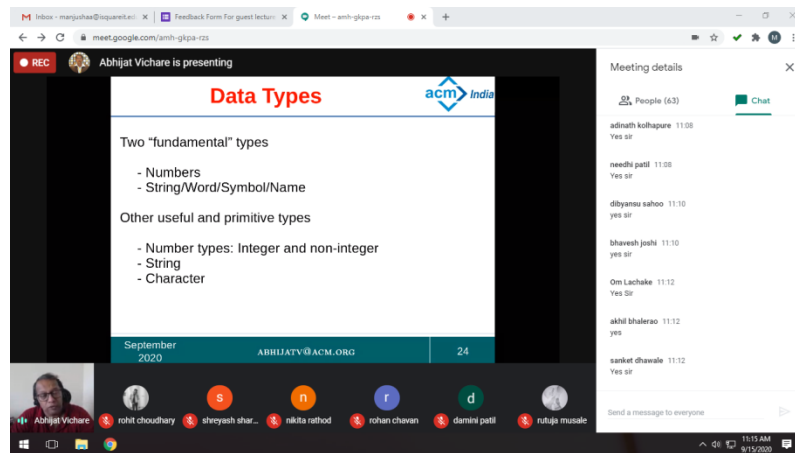 Inbox - manjushaa@isquareit.ed
Feedback Form For guest lecture
Meet – amh-gkpa-rzs
meet.google.com/amh-gkpa-rzs
M
REC
Abhijat Vichare is presenting
Data Types
acm India
Two “fundamental” types
- Numbers
- String/Word/Symbol/Name
Other useful and primitive types
- Number types: Integer and non-integer
- String
- Character
September
2020
ABHIJATV@ACM.ORG
24
Meeting details
People (63)
Chat
adinath kolhapure 11:08
Yes sir
needhi patil 11:08
Yes sir
dibyansu sahoo 11:10
yes sir
bhavesh joshi 11:10
yes sir
Om Lachake 11:12
Yes Sir
akhil bhalerao 11:12
yes
sanket dhawale 11:12
Yes sir
Send a message to everyone
s
n
r
d
Abhijat Vichare
rohit choudhary
shreyash shar...
nikita rathod
rohan chavan
damini patil
rutuja musale
11:15 AM
9/15/2020